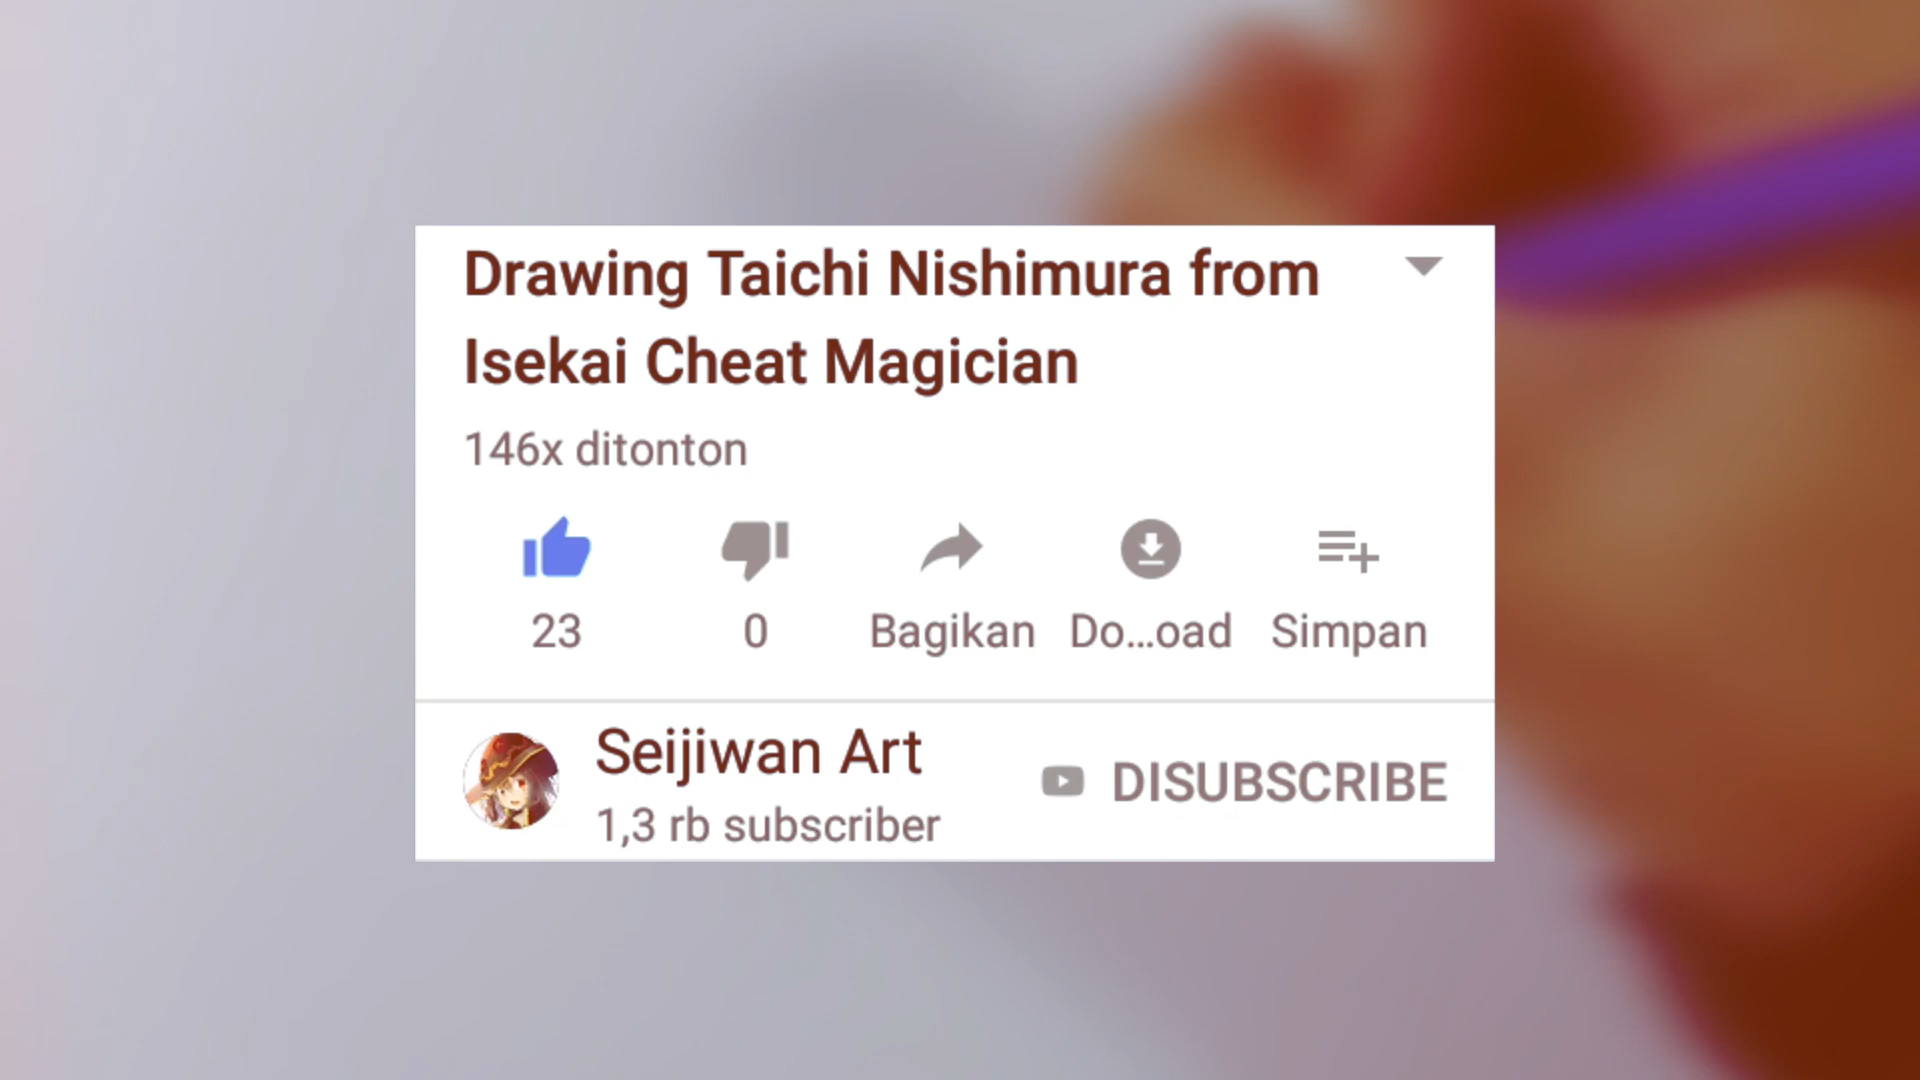 Drawing Taichi Nishimura from
Isekai Cheat Magician
146x ditonton
23 0 Bagikan Do...oad Simpan
Seijiwan Art
DISUBSCRIBE
1,3 rb subscriber